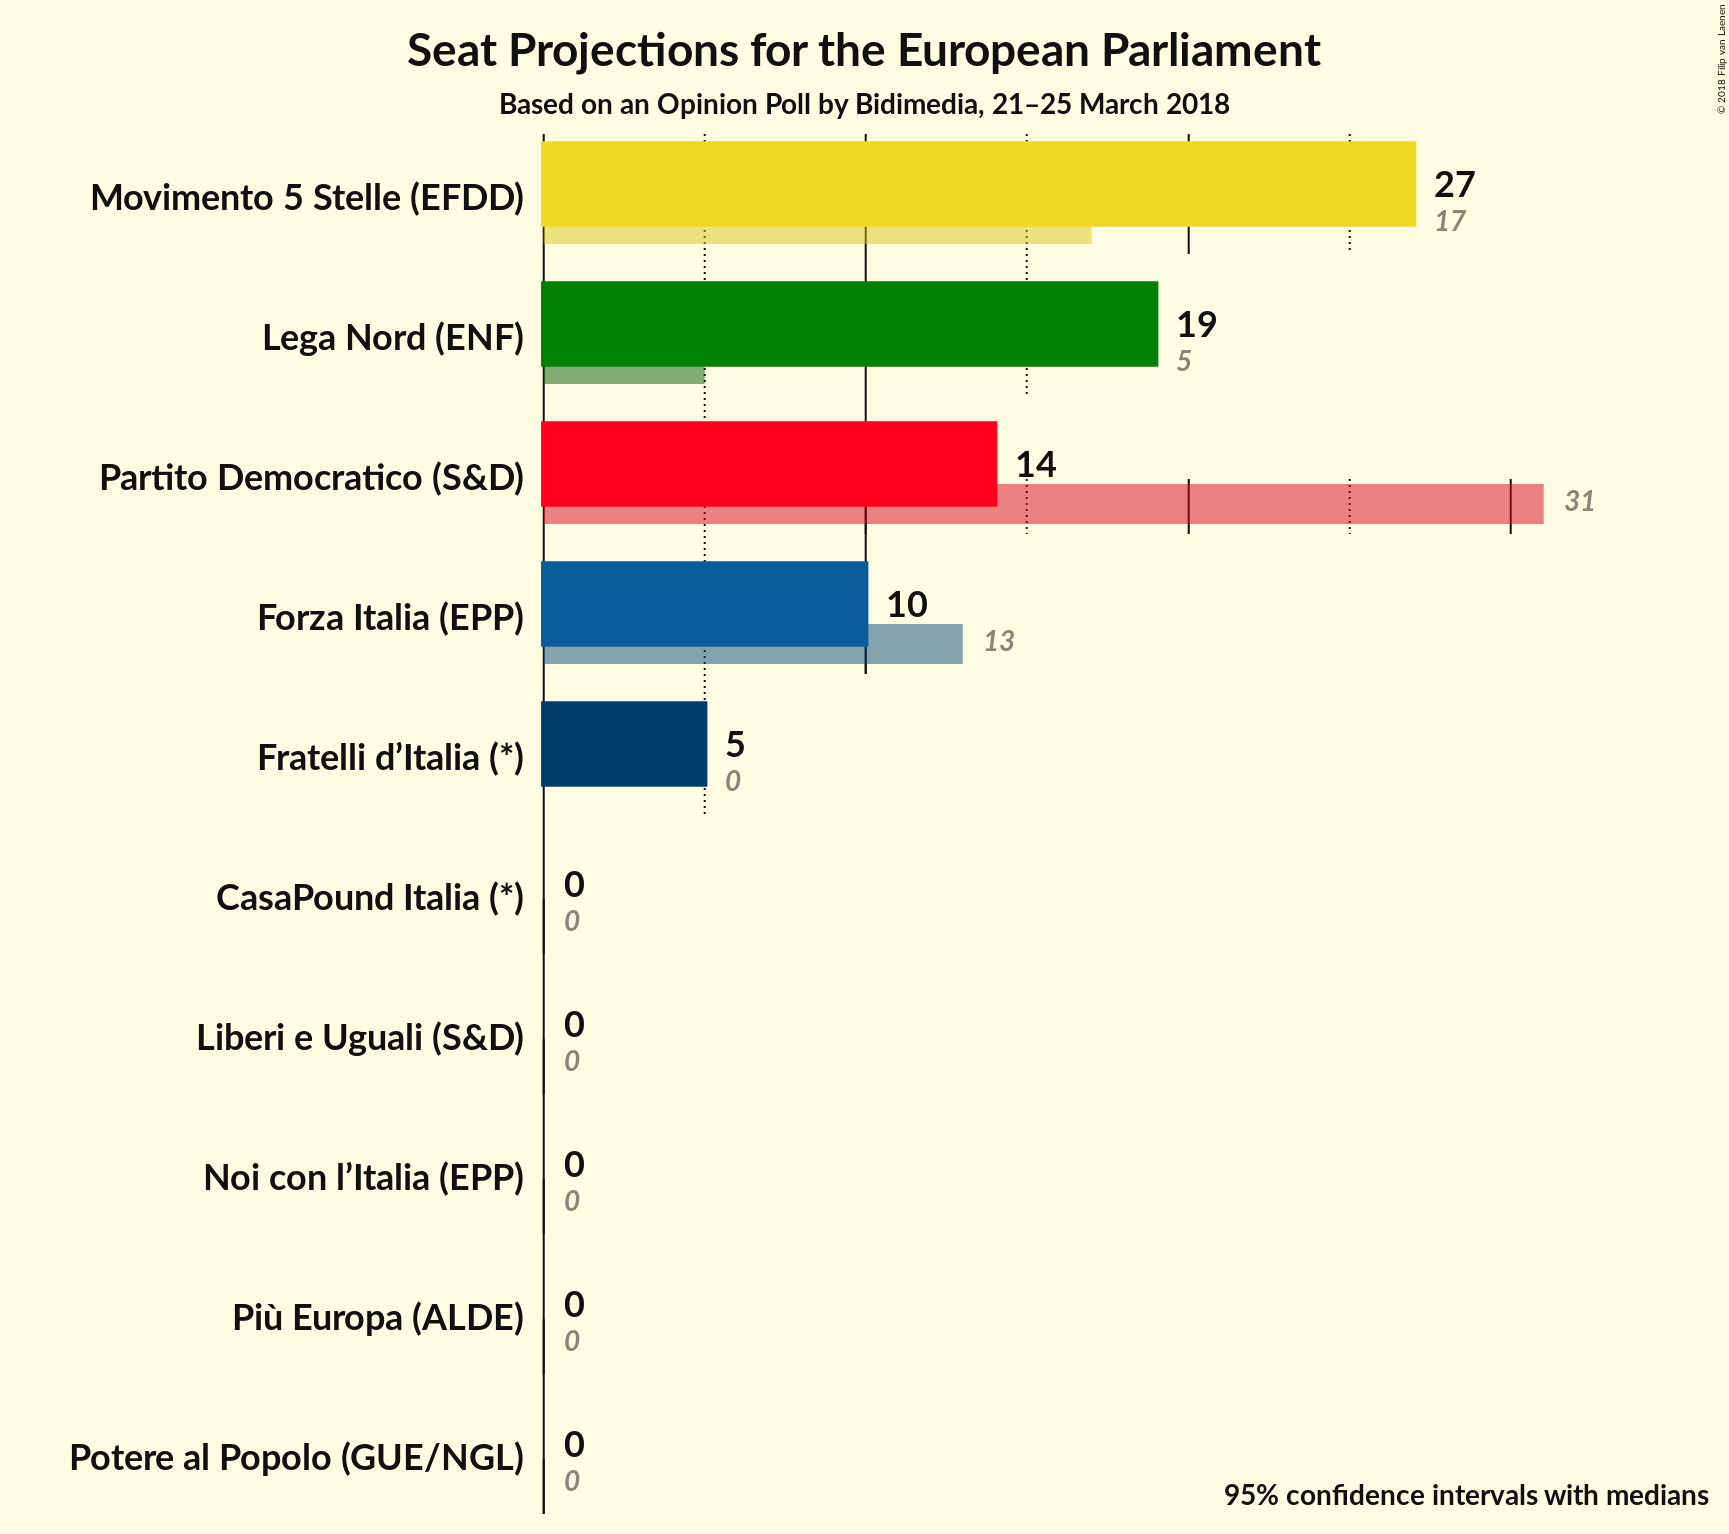 Seat Projections for the European Parliament
Based on an Opinion Poll by Bidimedia, 21–25 March 2018
© 2018 Filip van Laenen
Movimento 5 Stelle (EFDD)
27
17
Lega Nord (ENF)
19
5
Partito Democratico (S&D)
14
31
Forza Italia (EPP)
10
13
Fratelli d’Italia (*)
5
0
CasaPound Italia (*)
0
0
Liberi e Uguali (S&D)
0
0
Noi con l’Italia (EPP)
0
0
Più Europa (ALDE)
0
0
Potere al Popolo (GUE/NGL)
0
0
95% confidence intervals with medians